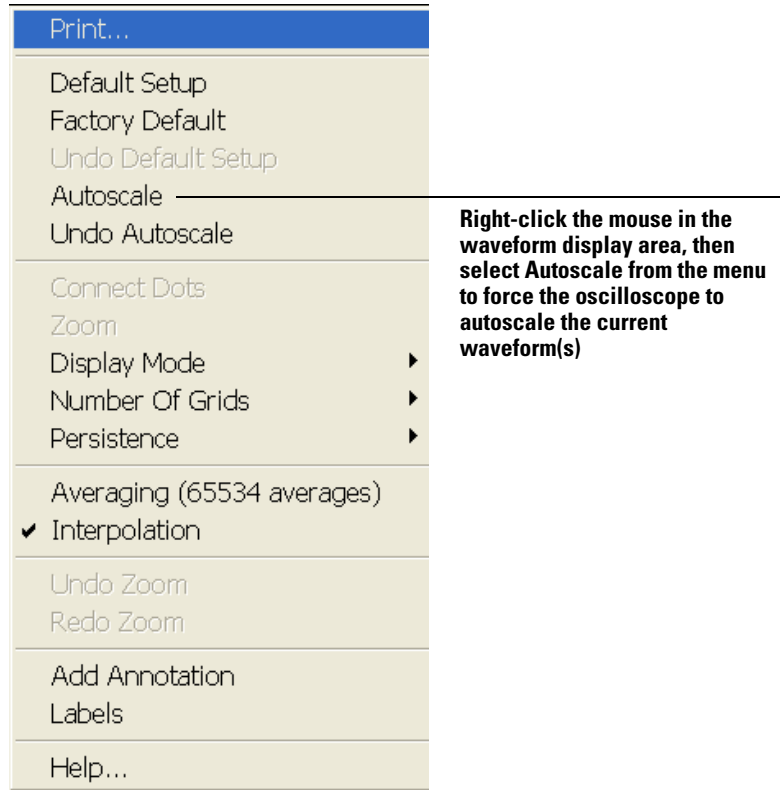 Print...
Default Setup
Factory Default
Undo Default Setup
Autoscale
Undo Autoscale
Connect Dots
Zoom
Display Mode
Number Of Grids
Persistence
Averaging (65534 averages)
Interpolation
Undo Zoom
Redo Zoom
Add Annotation
Labels
Help...
Right-click the mouse in the
waveform display area, then
select Autoscale from the menu
to force the oscilloscope to
autoscale the current
waveform(s)